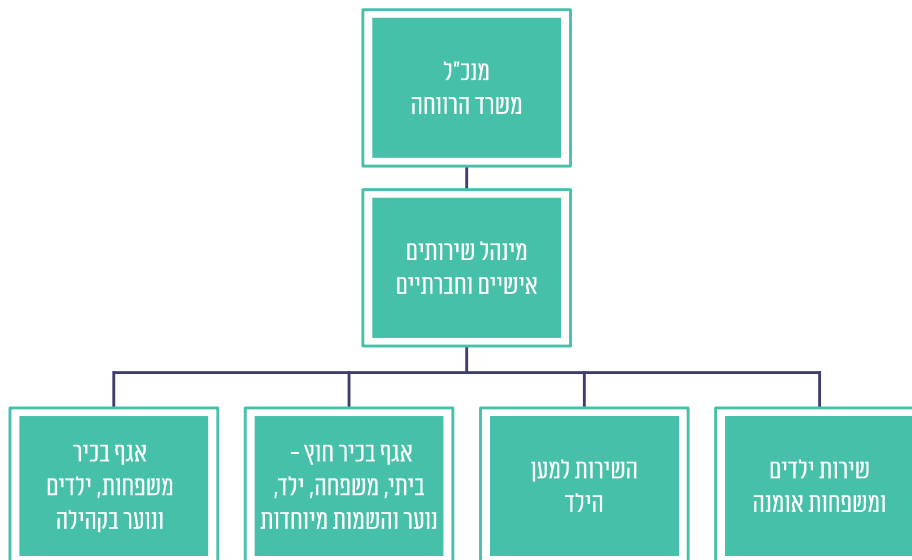 מנכ"ל
משרד הרווחה
מינהל שירותים
אישיים וחברתיים
שירות ילדים
ומשפחות אומנה
השירות למען
הילד
אגף בכיר חוץ -
ביתי, משפחה, ילד,
נוער והשמות מיוחדות
אגף בכיר
משפחות, ילדים
ונוער בקהילה